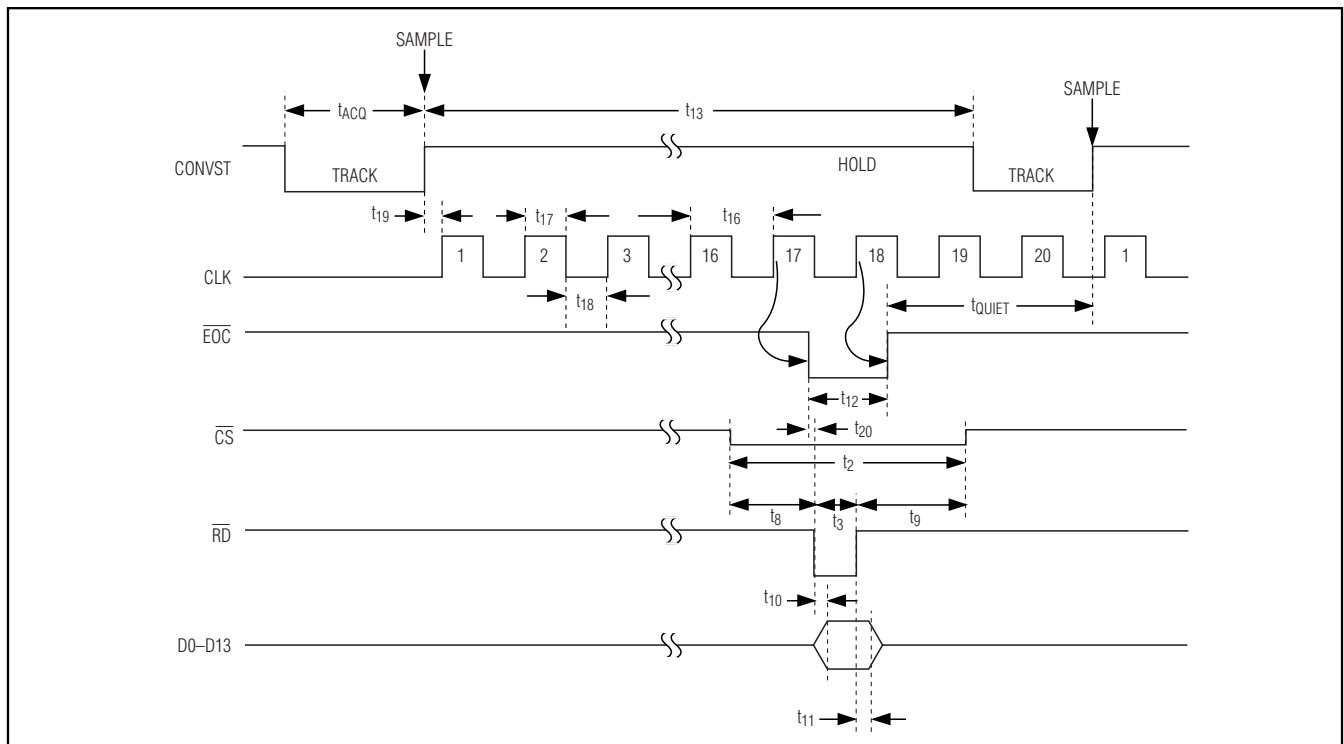 SAMPLE
SAMPLE
tACQ
t13
CONVST
TRACK
HOLD
TRACK
t19
t17
t16
CLK
1
2
3
16
17
18
19
20
1
t18
tQUIET
EOC
t12
CS
t20
t2
t8
t3
t9
RD
t10
D0–D13
t11